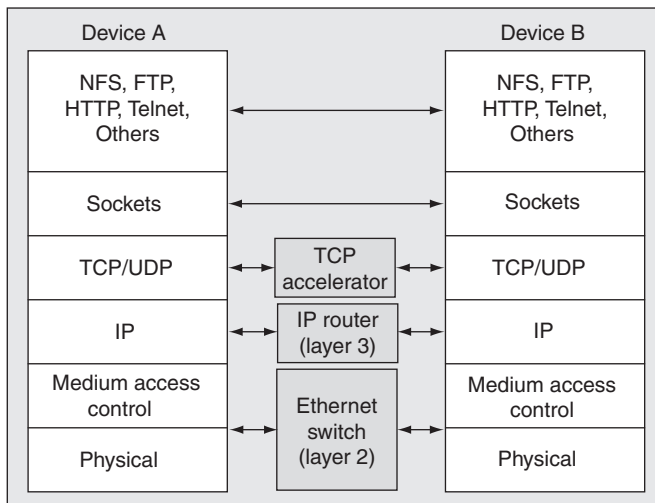 Device A
Device B
NFS, FTP,
HTTP, Telnet,
Others
NFS, FTP,
HTTP, Telnet,
Others
Sockets
Sockets
TCP/UDP
TCP
accelerator
TCP/UDP
IP
IP router
(layer 3)
IP
Medium access
control
Ethernet
switch
(layer 2)
Medium access
control
Physical
Physical